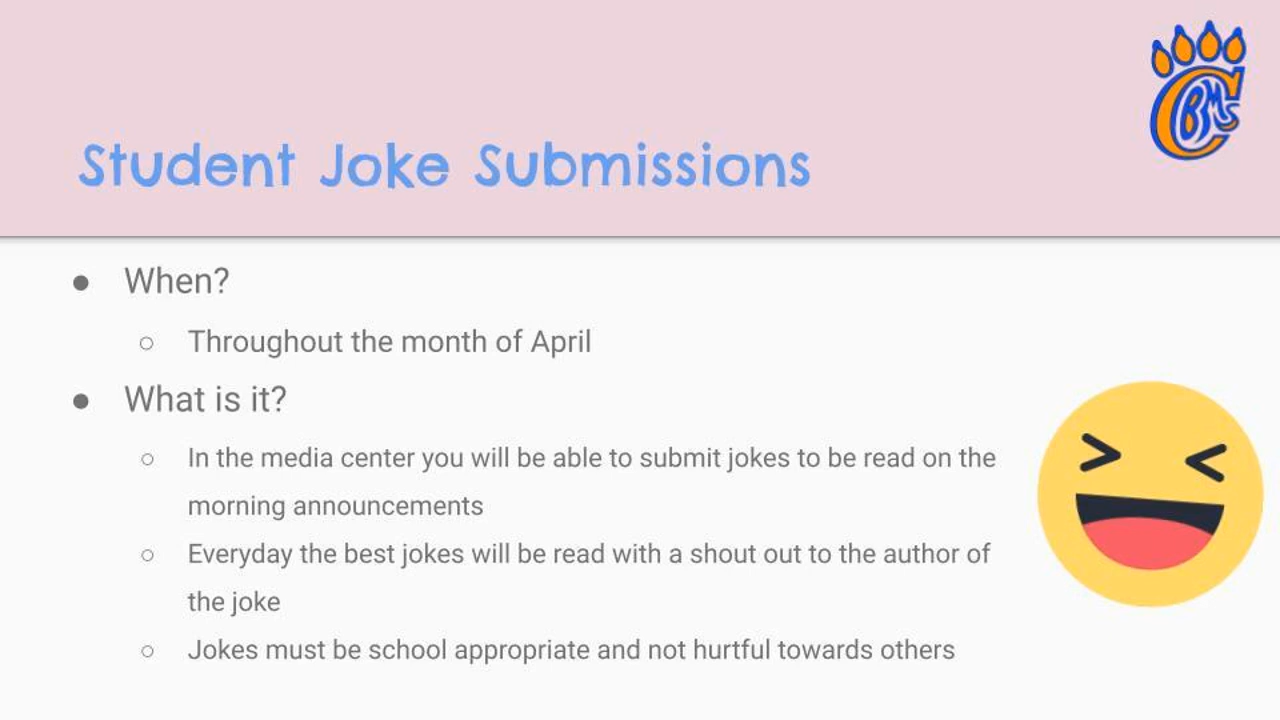 CBMS
Student Joke Submissions
● When?
○ Throughout the month of April
● What is it?
○ In the media center you will be able to submit jokes to be read on the
morning announcements
○ Everyday the best jokes will be read with a shout out to the author of
the joke
○ Jokes must be school appropriate and not hurtful towards others